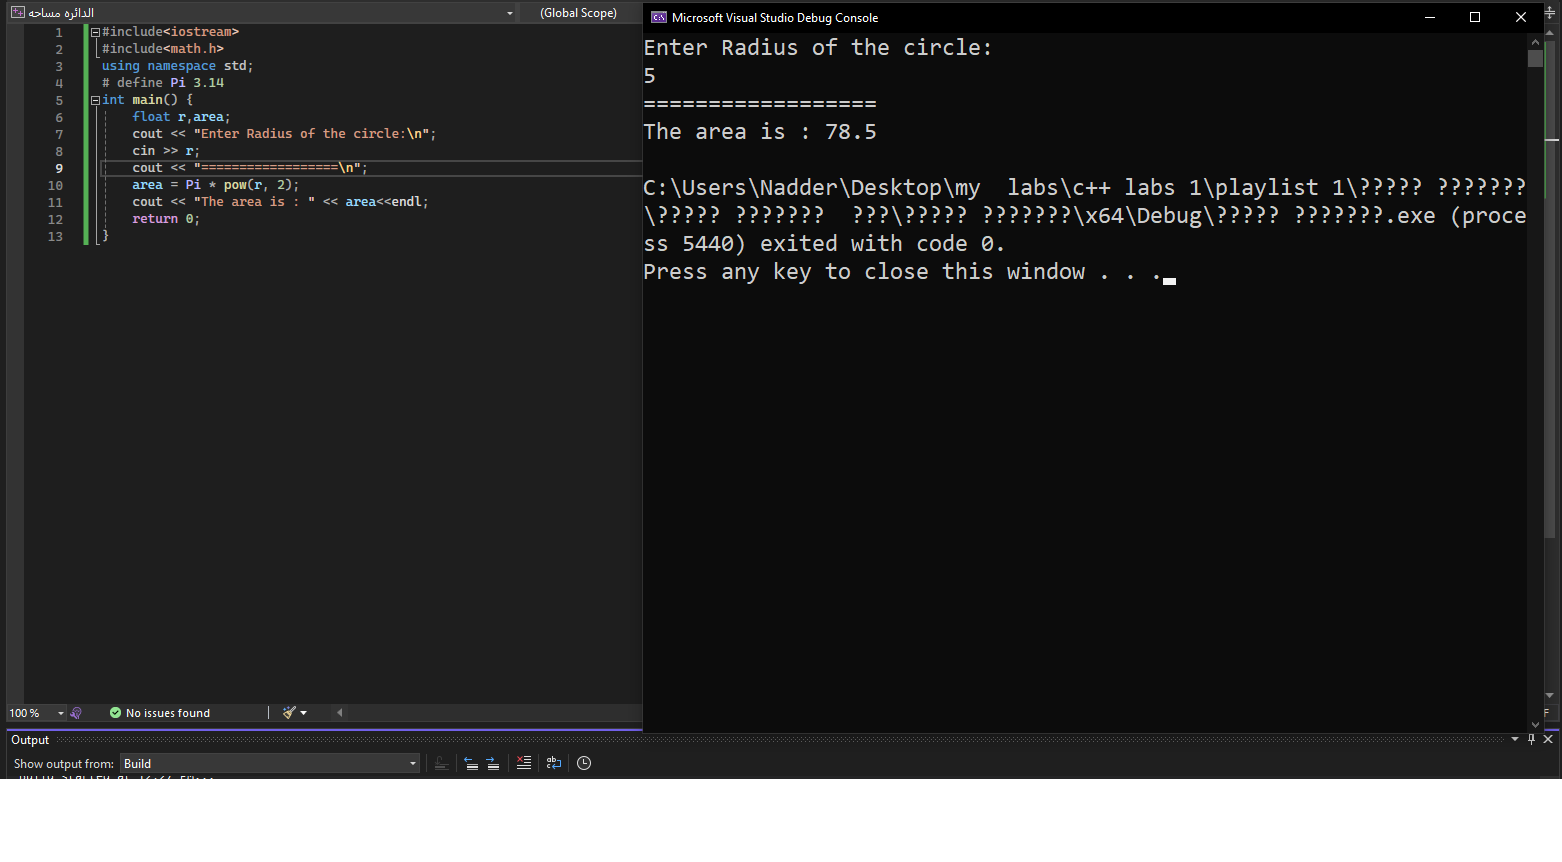 الدائره مساحه
(Global Scope)
1 #include<iostream>
2 #include<math.h>
3 using namespace std;
4 # define Pi 3.14
5 int main() {
6 float r,area;
7 cout << "Enter Radius of the circle:\n";
8 cin >> r;
9 cout << "==================\n";
10 area = Pi * pow(r, 2);
11 cout << "The area is : " << area<<endl;
12 return 0;
13 }
Microsoft Visual Studio Debug Console
Enter Radius of the circle:
5
==================
The area is : 78.5
C:\Users\Nadder\Desktop\my  labs\c++ labs 1\playlist 1\????? ???????
\????? ???????  ???\????? ???????\x64\Debug\????? ???????.exe (proce
ss 5440) exited with code 0.
Press any key to close this window . . .
100 %
No issues found
Output
Show output from: Build